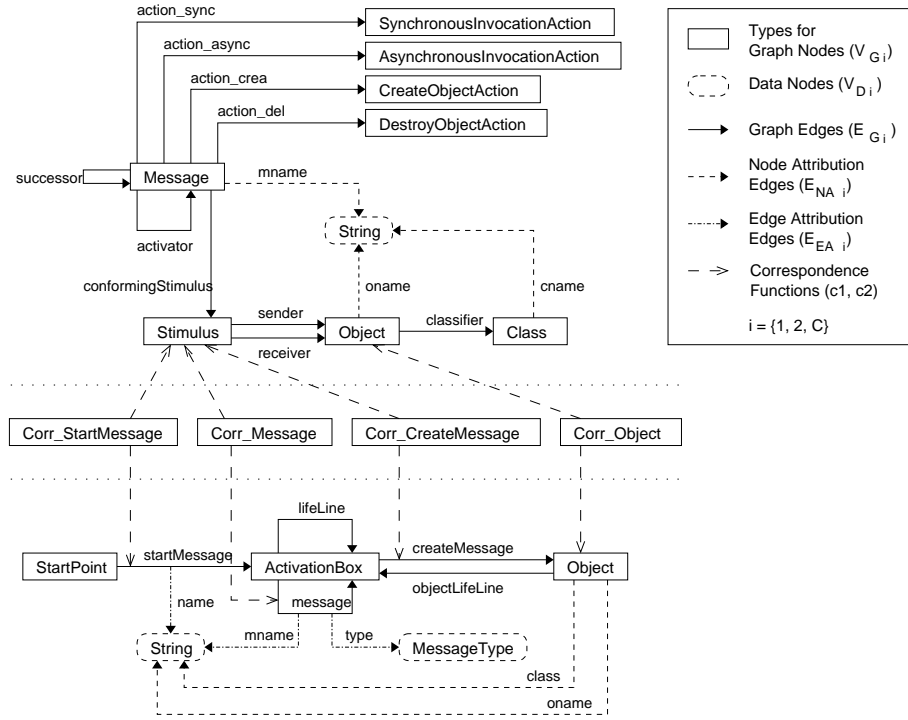 action_sync
SynchronousInvocationAction
action_async
AsynchronousInvocationAction
action_crea
CreateObjectAction
action_del
DestroyObjectAction
successor
Message
mname
activator
String
conformingStimulus
oname
cname
Stimulus
sender
receiver
Object
classifier
Class
Types for
Graph Nodes (V G i)
Data Nodes (V D i)
Graph Edges (E G i)
Node Attribution
Edges (E NA i)
Edge Attribution
Edges (E EA i)
Correspondence
Functions (c1, c2)
i = {1, 2, C}
Corr_StartMessage
Corr_Message
Corr_CreateMessage
Corr_Object
lifeLine
StartPoint
startMessage
ActivationBox
createMessage
objectLifeLine
Object
name
message
mname
type
String
MessageType
class
oname